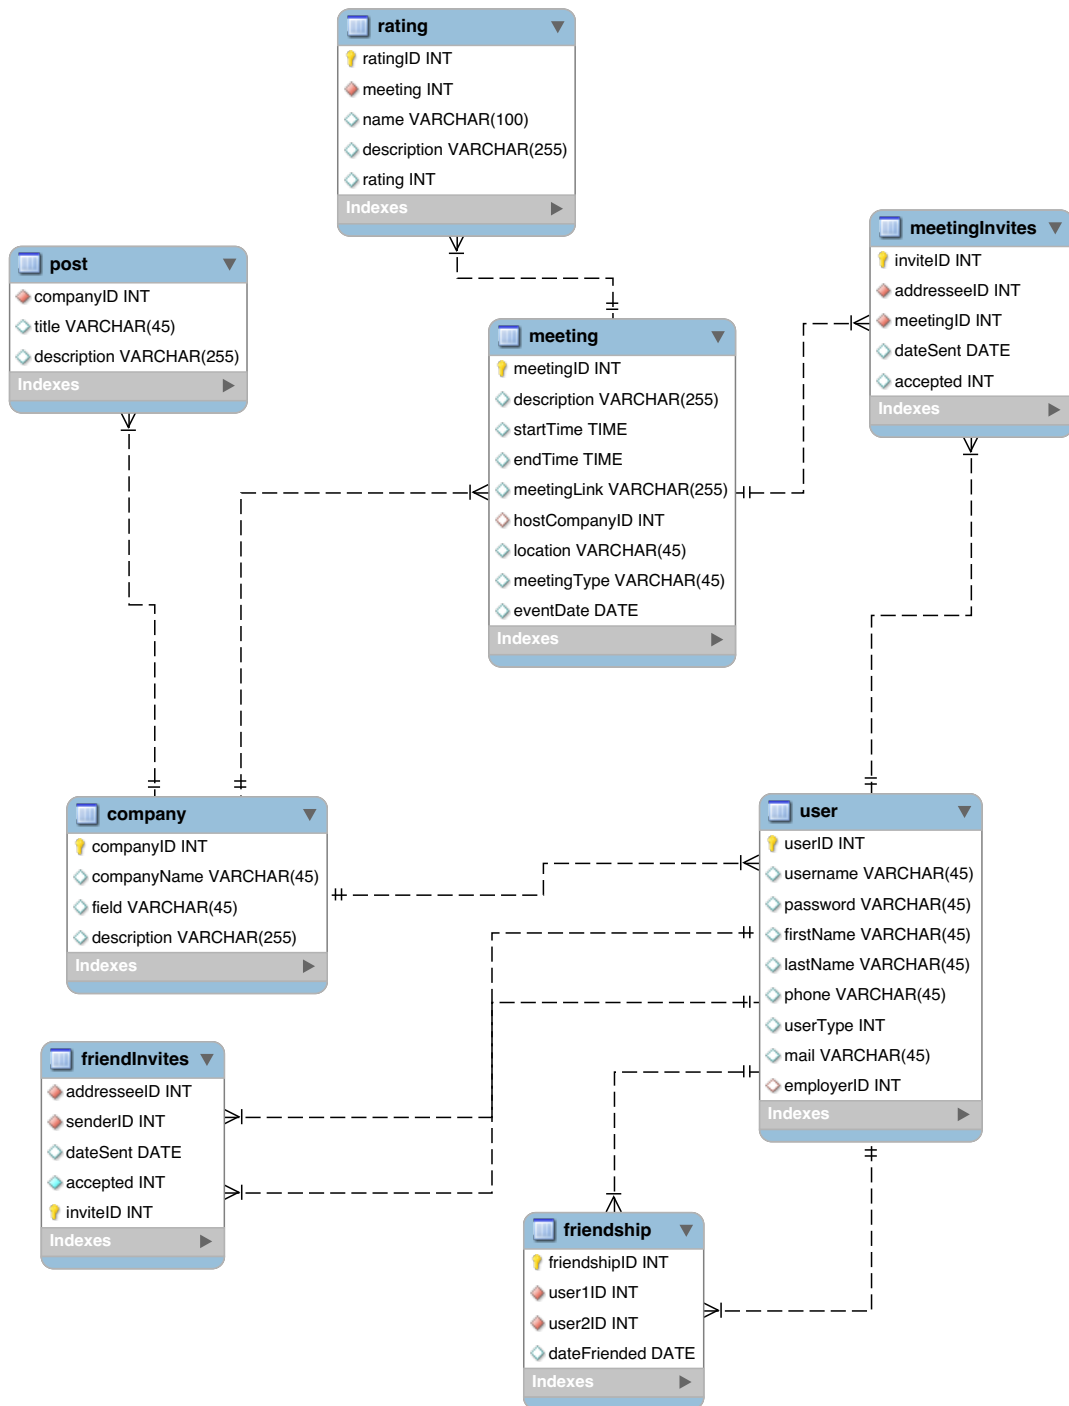 rating
ratingID INT
meeting INT
name VARCHAR(100)
description VARCHAR(255)
rating INT
Indexes
meetingInvites
inviteID INT
addresseeID INT
meetingID INT
dateSent DATE
accepted INT
Indexes
post
companyID INT
title VARCHAR(45)
description VARCHAR(255)
Indexes
meeting
meetingID INT
description VARCHAR(255)
startTime TIME
endTime TIME
meetingLink VARCHAR(255)
hostCompanyID INT
location VARCHAR(45)
meetingType VARCHAR(45)
eventDate DATE
Indexes
company
companyID INT
companyName VARCHAR(45)
field VARCHAR(45)
description VARCHAR(255)
Indexes
user
userID INT
username VARCHAR(45)
password VARCHAR(45)
firstName VARCHAR(45)
lastName VARCHAR(45)
phone VARCHAR(45)
userType INT
mail VARCHAR(45)
employerID INT
Indexes
friendInvites
addresseeID INT
senderID INT
dateSent DATE
accepted INT
inviteID INT
Indexes
friendship
friendshipID INT
user1ID INT
user2ID INT
dateFriended DATE
Indexes